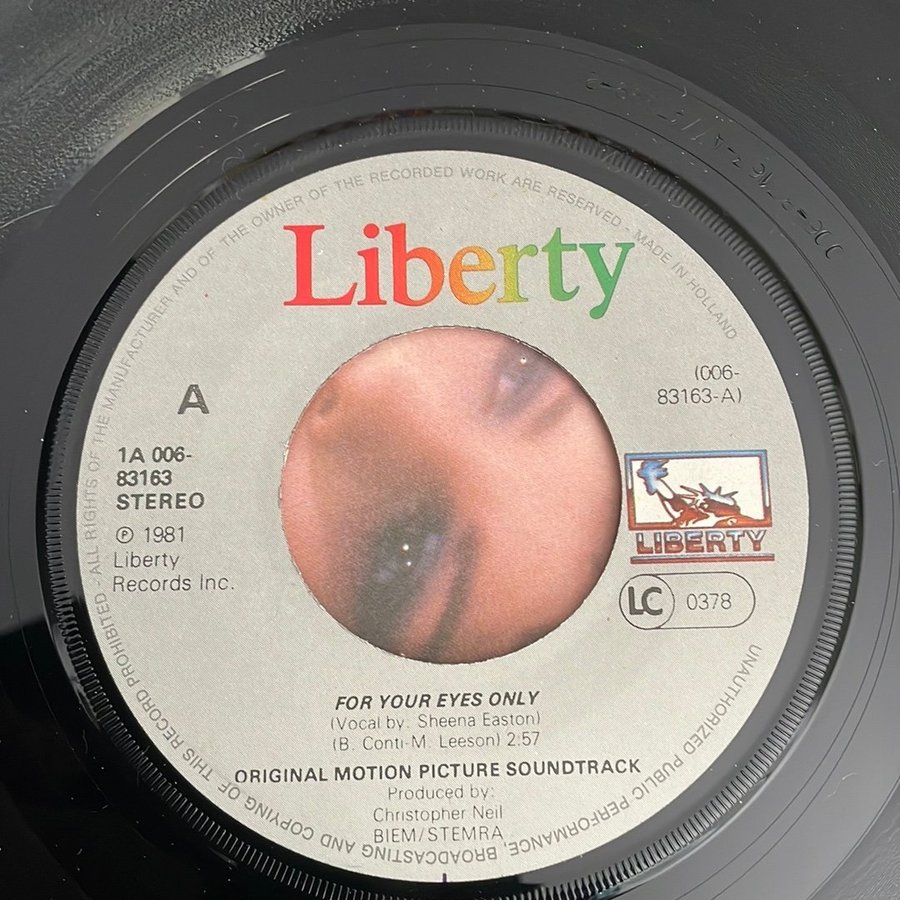 UNAUTHORIZED PUBLIC PERFORMANCE, BROADCASTING AND COPYING OF THIS RECORD PROHIBITED - ALL RIGHTS OF THE MANUFACTURER AND OF THE OWNER OF THE RECORDED WORK ARE RESERVED - MADE IN HOLLAND
Liberty
A
(006-
83163-A)
1A 006-
83163
STEREO
℗ 1981
Liberty
Records Inc.
LIBERTY
LC 0378
FOR YOUR EYES ONLY
(Vocal by: Sheena Easton)
(B. Conti-M. Leeson) 2:57
ORIGINAL MOTION PICTURE SOUNDTRACK
Produced by:
Christopher Neil
BIEM/STEMRA